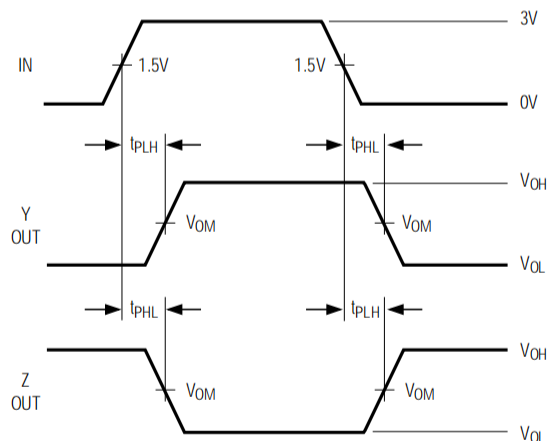 3V
IN
1.5V 1.5V
0V
tPLH tPHL
VOH
Y
OUT
VOM VOM
VOL
tPHL tPLH
VOH
Z
OUT
VOM VOM
VOL